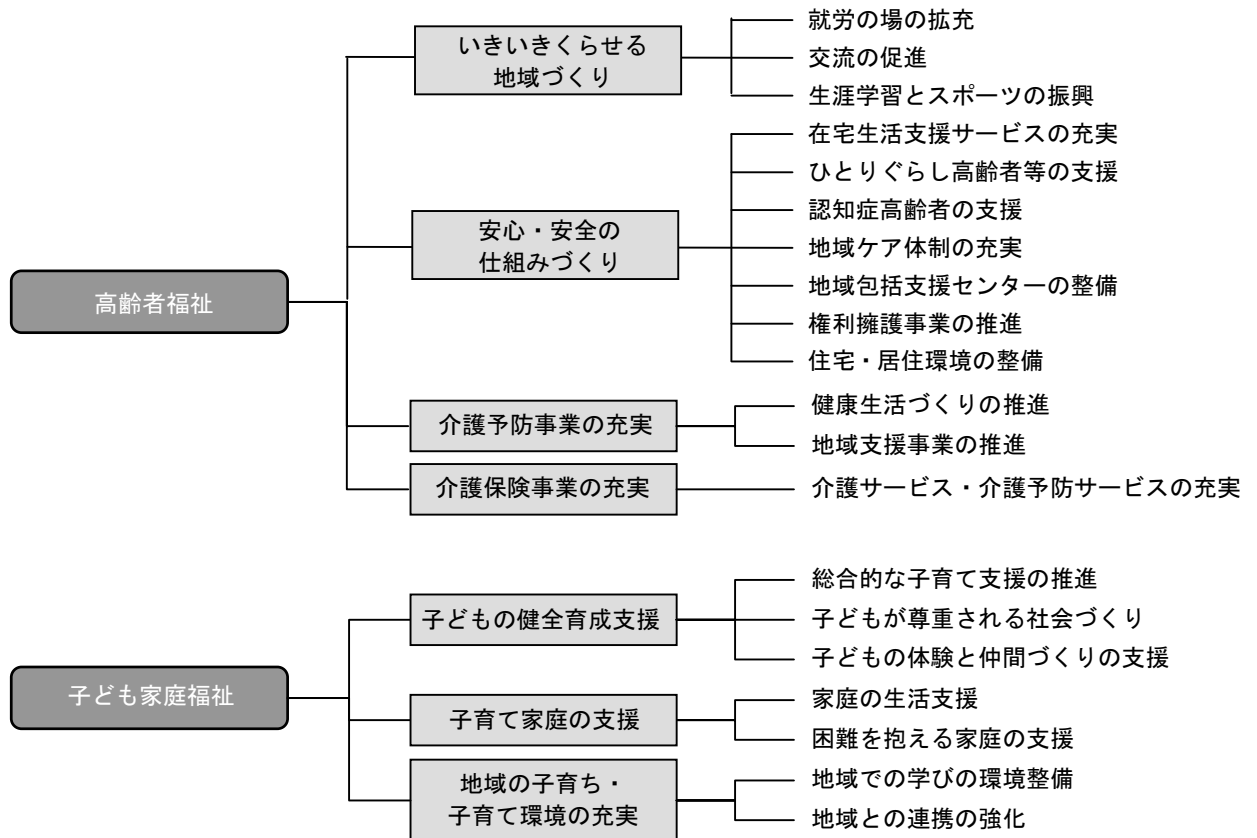 高齢者福祉
いきいきくらせる
地域づくり
就労の場の拡充
交流の促進
生涯学習とスポーツの振興
安心・安全の
仕組みづくり
在宅生活支援サービスの充実
ひとりぐらし高齢者等の支援
認知症高齢者の支援
地域ケア体制の充実
地域包括支援センターの整備
権利擁護事業の推進
住宅・居住環境の整備
介護予防事業の充実
健康生活づくりの推進
地域支援事業の推進
介護保険事業の充実
介護サービス・介護予防サービスの充実
子ども家庭福祉
子どもの健全育成支援
総合的な子育て支援の推進
子どもが尊重される社会づくり
子どもの体験と仲間づくりの支援
子育て家庭の支援
家庭の生活支援
困難を抱える家庭の支援
地域の子育ち・
子育て環境の充実
地域での学びの環境整備
地域との連携の強化